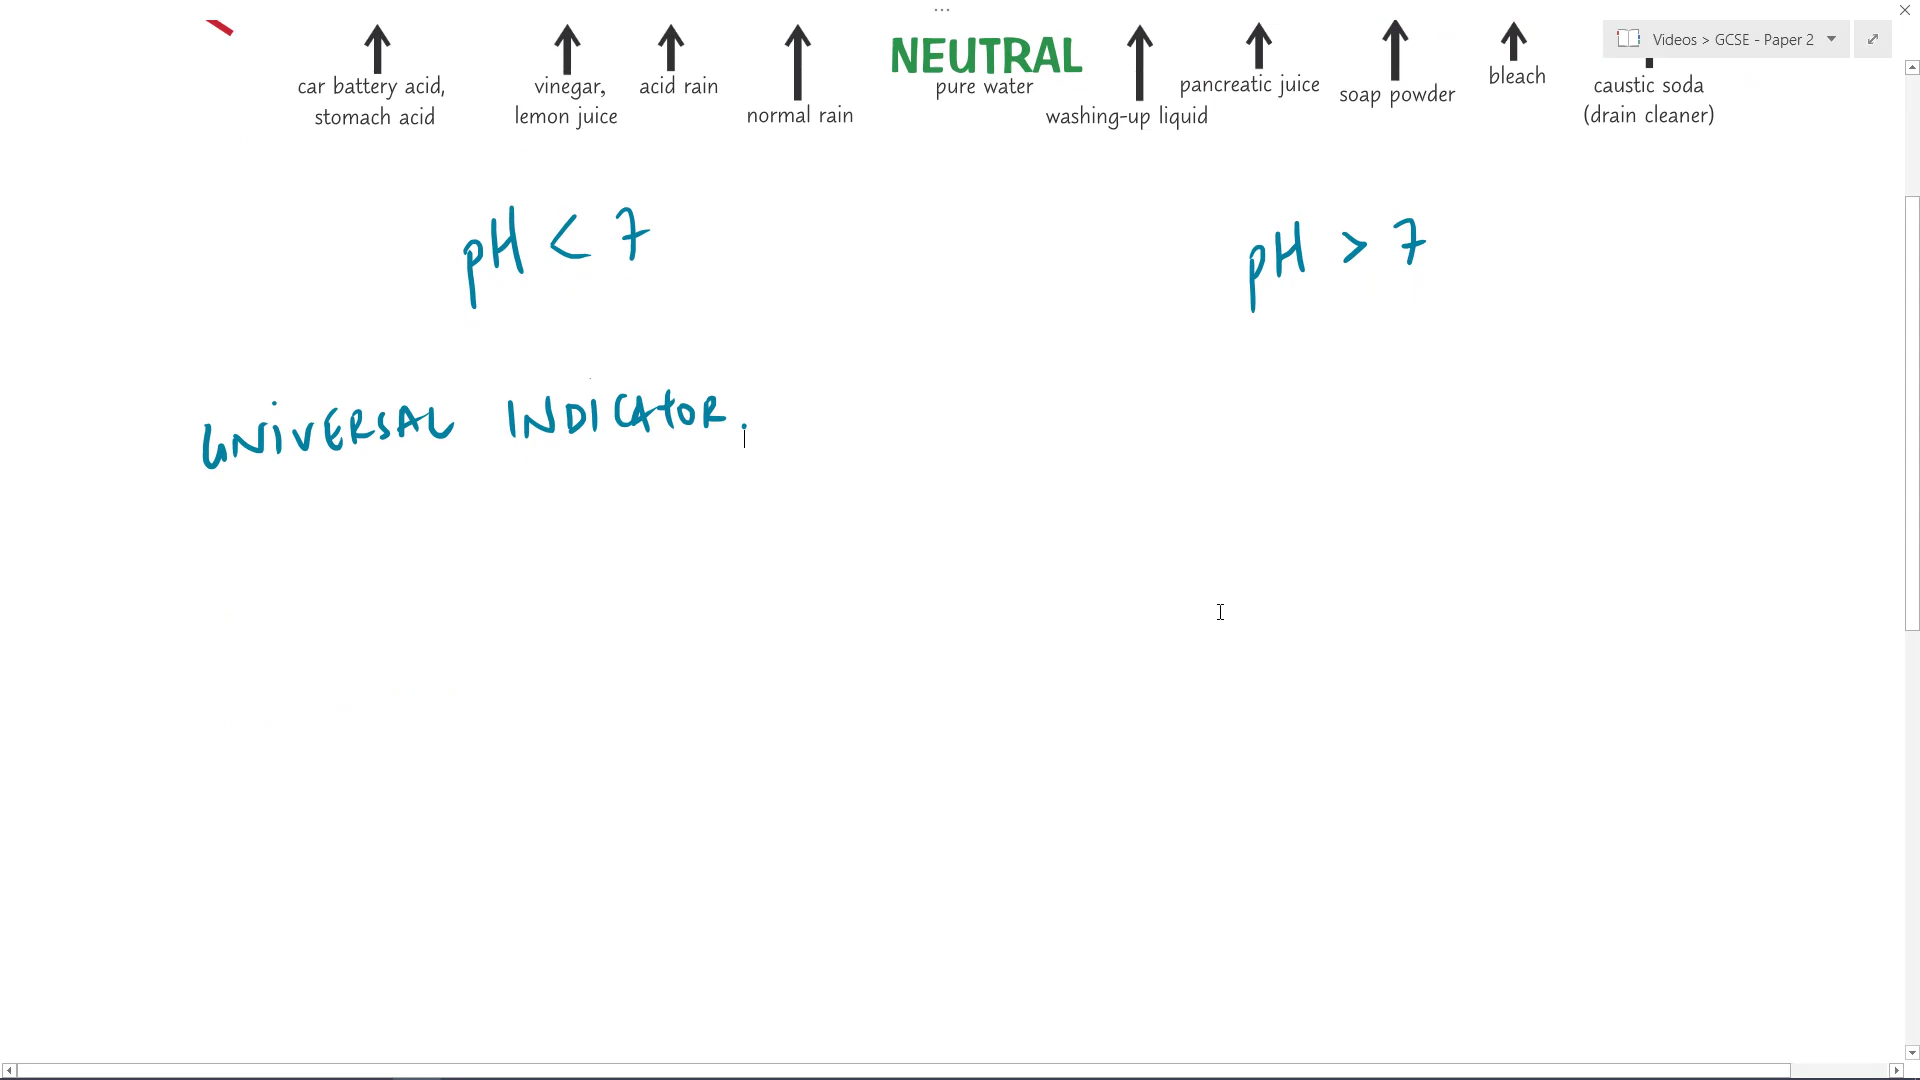 ...
Videos > GCSE - Paper 2
NEUTRAL
car battery acid,
stomach acid
vinegar,
lemon juice
acid rain
normal rain
pure water
washing-up liquid
pancreatic juice
soap powder
bleach
caustic soda
(drain cleaner)
pH < 7
pH > 7
UNIVERSAL INDICATOR.